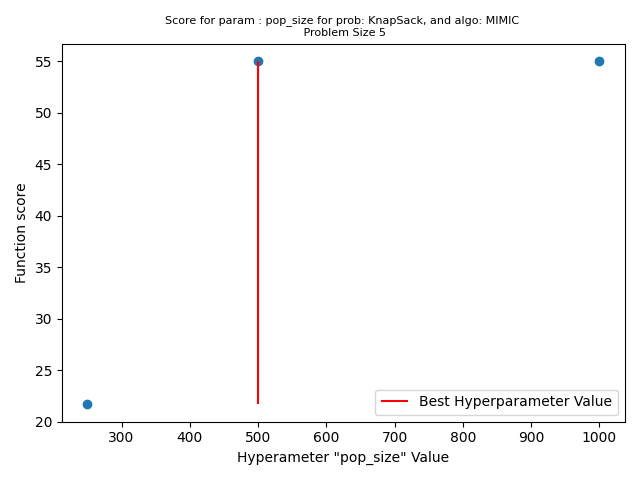 Score for param : pop_size for prob: KnapSack, and algo: MIMIC
Problem Size 5
55
50
45
40
35
30
25
20
Function score
300 400 500 600 700 800 900 1000
Hyperameter "pop_size" Value
Best Hyperparameter Value